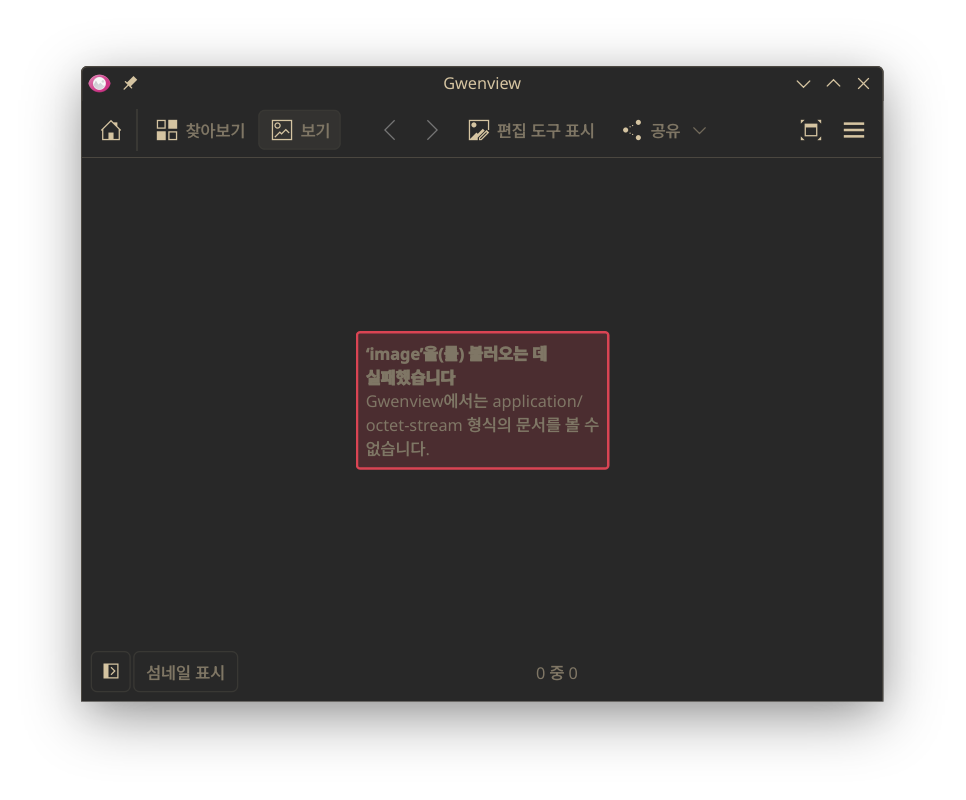 Gwenview
찾아보기
보기
편집 도구 표시
공유
‘image’을(를) 불러오는 데
실패했습니다
Gwenview에서는 application/
octet-stream 형식의 문서를 볼 수
없습니다.
섬네일 표시
0 중 0